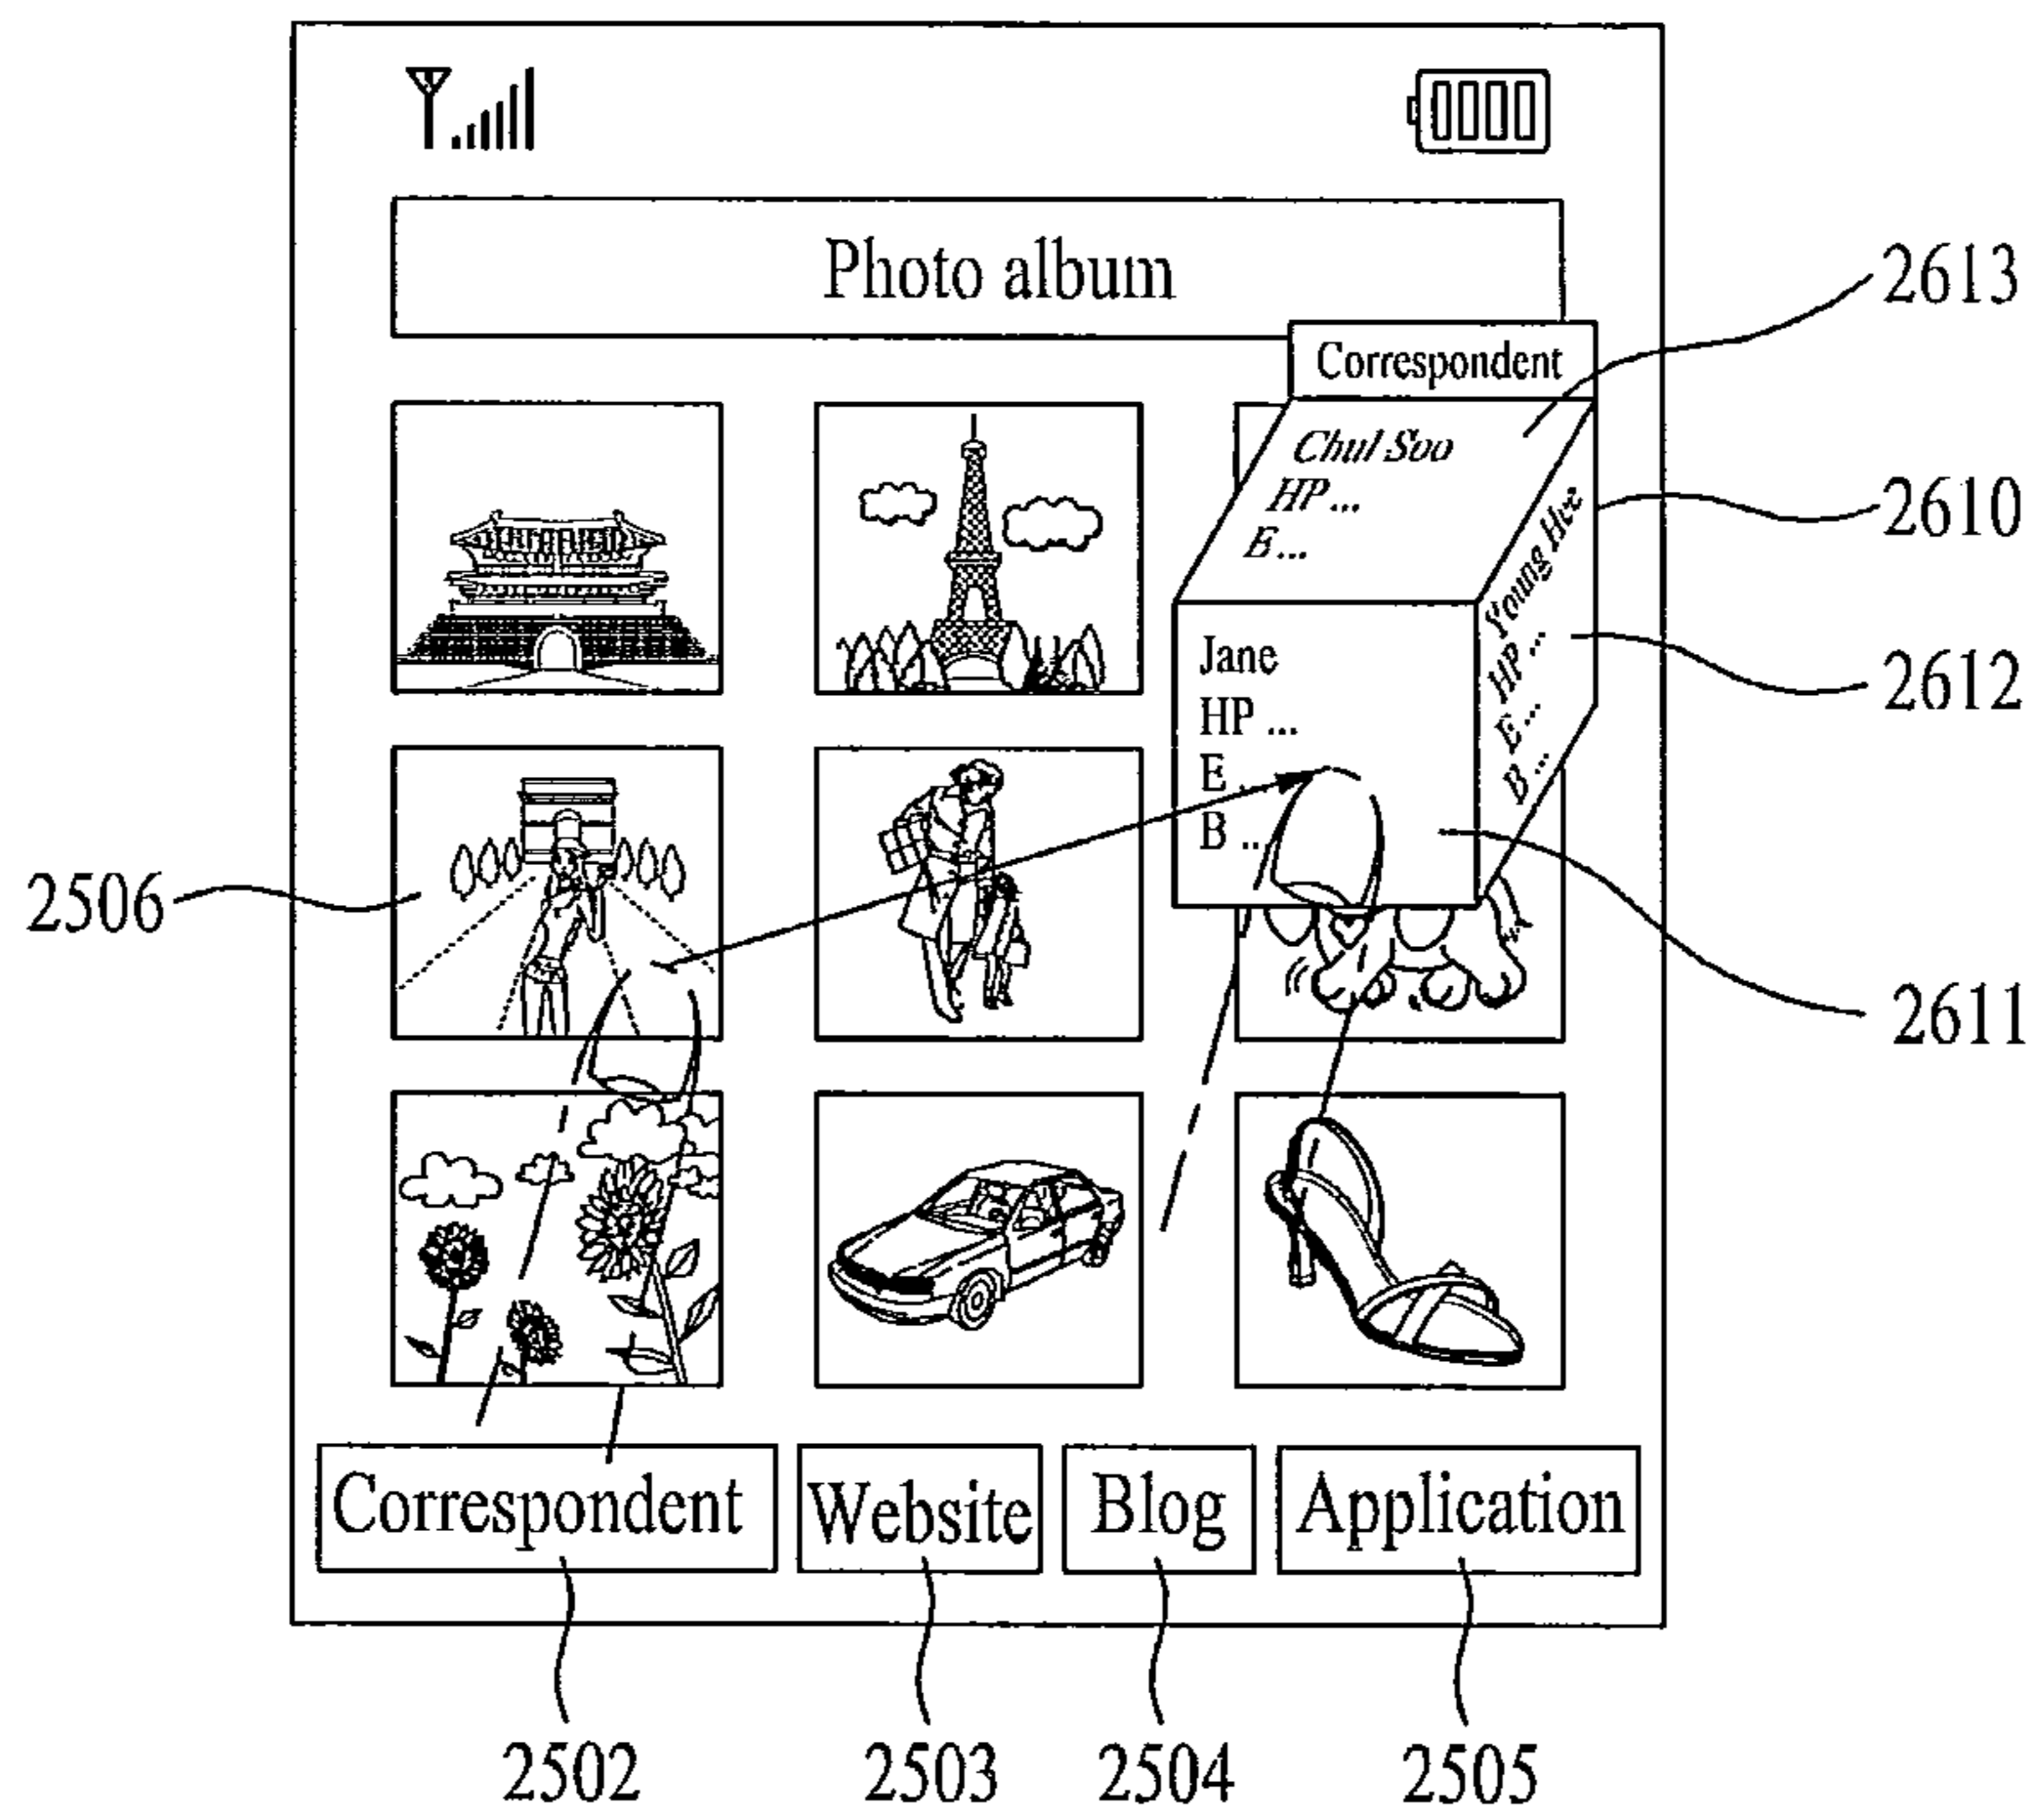 Photo album
2613
Correspondent
Chul Soo
HP ...
E ...
2610
Young Hee
HP ...
E ...
B ...
2612
Jane
HP ...
E ..
B ...
2506
2611
Correspondent
Website
Blog
Application
2502
2503
2504
2505